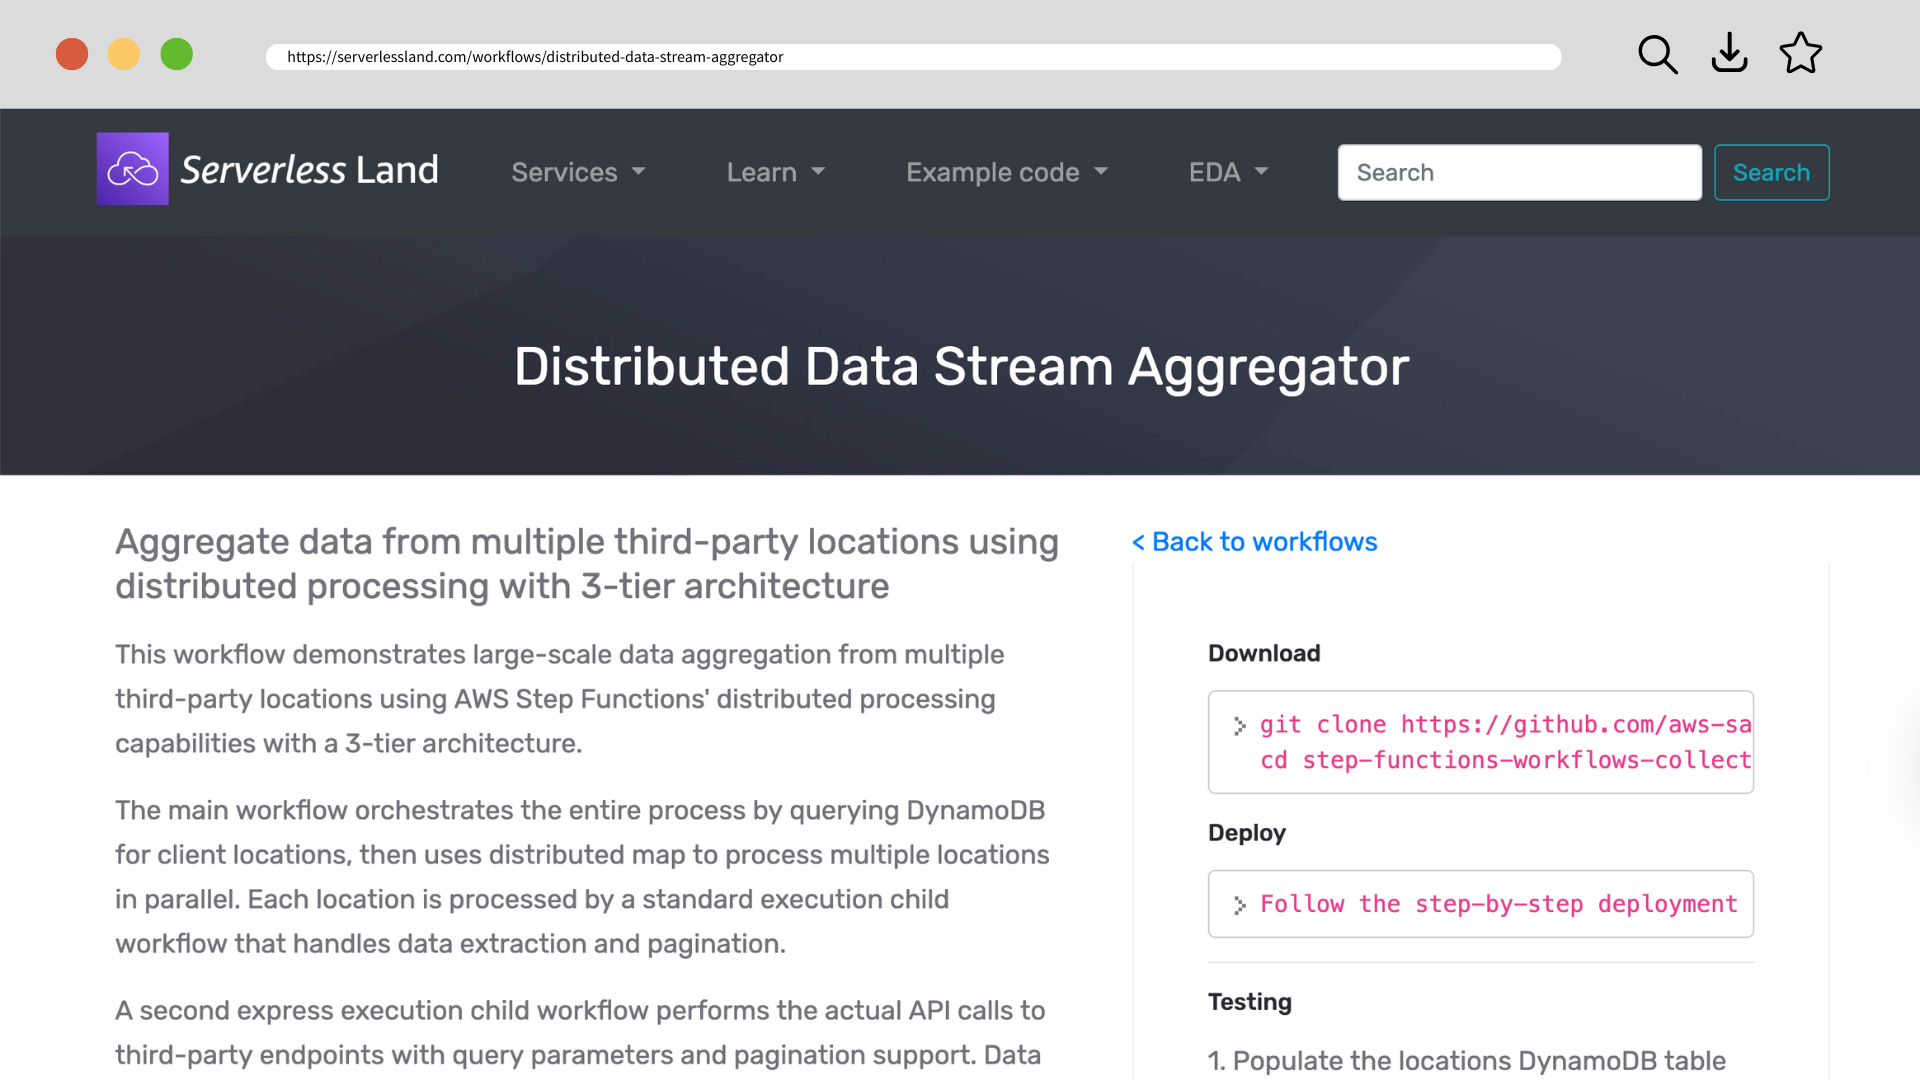 https://serverlessland.com/workflows/distributed-data-stream-aggregator
Serverless Land
Services
Learn
Example code
EDA
Search
Search
Distributed Data Stream Aggregator
Aggregate data from multiple third-party locations using
distributed processing with 3-tier architecture
This workflow demonstrates large-scale data aggregation from multiple
third-party locations using AWS Step Functions' distributed processing
capabilities with a 3-tier architecture.
The main workflow orchestrates the entire process by querying DynamoDB
for client locations, then uses distributed map to process multiple locations
in parallel. Each location is processed by a standard execution child
workflow that handles data extraction and pagination.
A second express execution child workflow performs the actual API calls to
third-party endpoints with query parameters and pagination support. Data
< Back to workflows
Download
git clone https://github.com/aws-sa
cd step-functions-workflows-collect
Deploy
Follow the step-by-step deployment
Testing
1. Populate the locations DynamoDB table